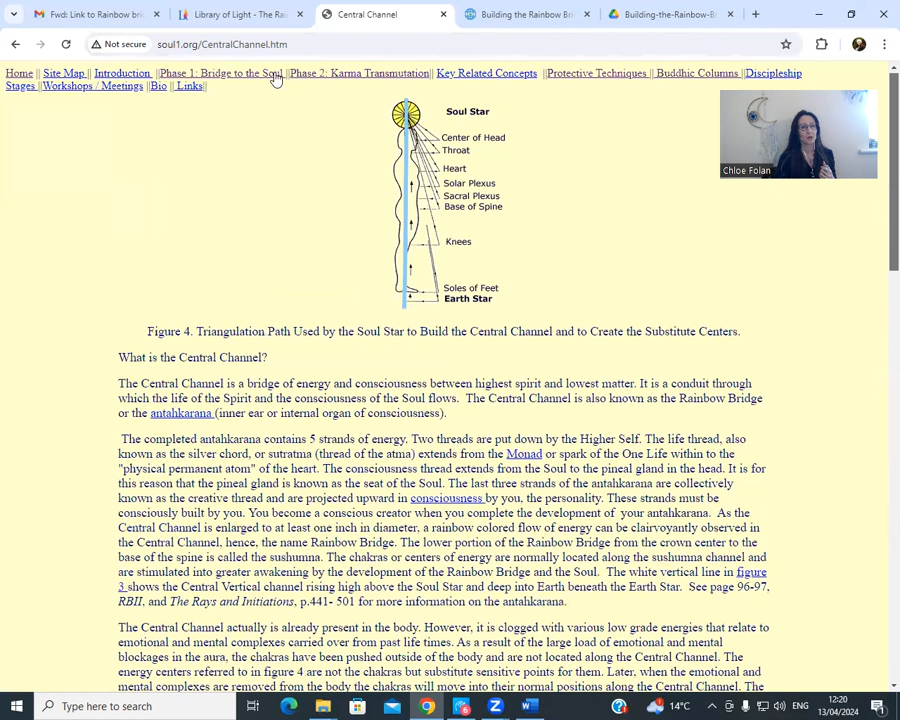 Fwd: Link to Rainbow brid
Library of Light - The Rai
Central Channel
Building the Rainbow Brid
Building-the-Rainbow-B
Not secure soul1.org/CentralChannel.htm
Home || Site Map || Introduction ||Phase 1: Bridge to the Soul ||Phase 2: Karma Transmutation|| Key Related Concepts ||Protective Techniques || Buddhic Columns ||Discipleship
Stages ||Workshops / Meetings ||Bio || Links||
Soul Star
Center of Head
Throat
Heart
Solar Plexus
Sacral Plexus
Base of Spine
Knees
Soles of Feet
Earth Star
Chloe Folan
Figure 4. Triangulation Path Used by the Soul Star to Build the Central Channel and to Create the Substitute Centers.
What is the Central Channel?
The Central Channel is a bridge of energy and consciousness between highest spirit and lowest matter. It is a conduit through
which the life of the Spirit and the consciousness of the Soul flows. The Central Channel is also known as the Rainbow Bridge
or the antahkarana (inner ear or internal organ of consciousness).
The completed antahkarana contains 5 strands of energy. Two threads are put down by the Higher Self. The life thread, also
known as the silver chord, or sutratma (thread of the atma) extends from the Monad or spark of the One Life within to the
"physical permanent atom" of the heart. The consciousness thread extends from the Soul to the pineal gland in the head. It is for
this reason that the pineal gland is known as the seat of the Soul. The last three strands of the antahkarana are collectively
known as the creative thread and are projected upward in consciousness by you, the personality. These strands must be
consciously built by you. You become a conscious creator when you complete the development of your antahkarana. As the
Central Channel is enlarged to at least one inch in diameter, a rainbow colored flow of energy can be clairvoyantly observed in
the Central Channel, hence, the name Rainbow Bridge. The lower portion of the Rainbow Bridge from the crown center to the
base of the spine is called the sushumna. The chakras or centers of energy are normally located along the sushumna channel and
are stimulated into greater awakening by the development of the Rainbow Bridge and the Soul. The white vertical line in figure
3 shows the Central Vertical channel rising high above the Soul Star and deep into Earth beneath the Earth Star. See page 96-97,
RBII, and The Rays and Initiations, p.441- 501 for more information on the antahkarana.
The Central Channel actually is already present in the body. However, it is clogged with various low grade energies that relate to
emotional and mental complexes carried over from past life times. As a result of the large load of emotional and mental
blockages in the aura, the chakras have been pushed outside of the body and are not located along the Central Channel. The
energy centers referred to in figure 4 are not the chakras but substitute sensitive points for them. Later, when the emotional and
mental complexes are removed from the body the chakras will move into their normal positions along the Central Channel. The
Type here to search
14°C
ENG
12:20
13/04/2024